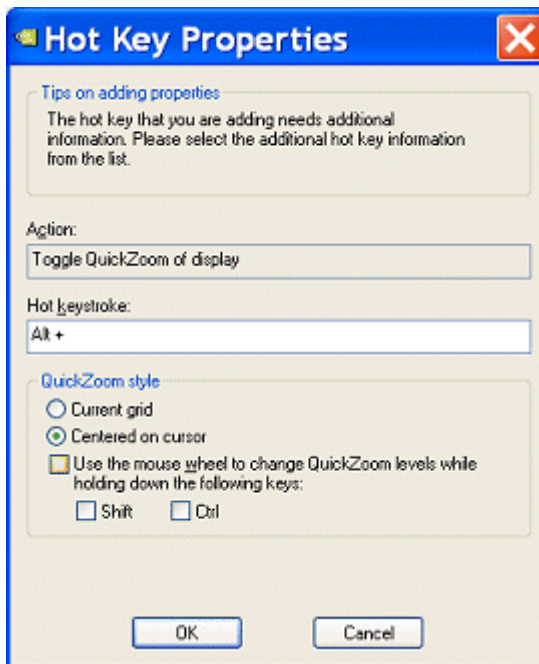 Hot Key Properties
Tips on adding properties
The hot key that you are adding needs additional
information. Please select the additional hot key information
from the list.
Action:
Toggle QuickZoom of display
Hot keystroke:
Alt +
QuickZoom style
Current grid
Centered on cursor
Use the mouse wheel to change QuickZoom levels while
holding down the following keys:
Shift Ctrl
OK Cancel